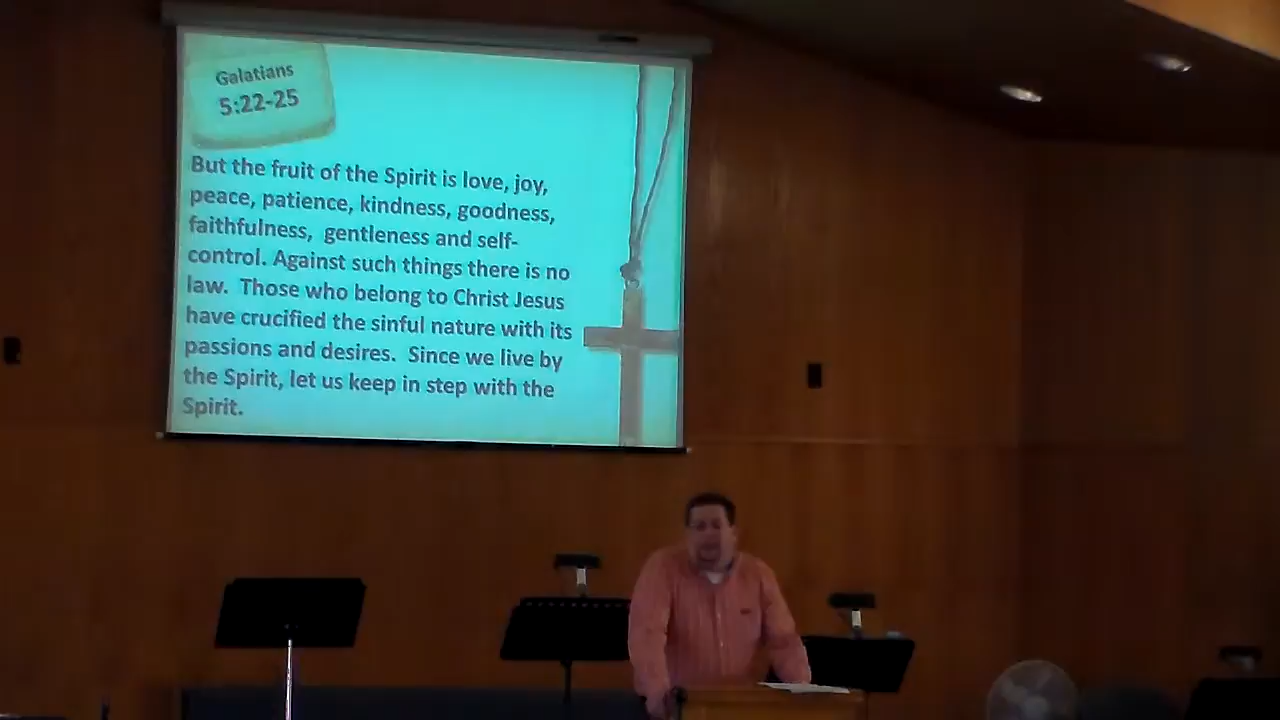 Galatians
5:22-25
But the fruit of the Spirit is love, joy,
peace, patience, kindness, goodness,
faithfulness,  gentleness and self-
control. Against such things there is no
law.  Those who belong to Christ Jesus
have crucified the sinful nature with its
passions and desires.  Since we live by
the Spirit, let us keep in step with the
Spirit.